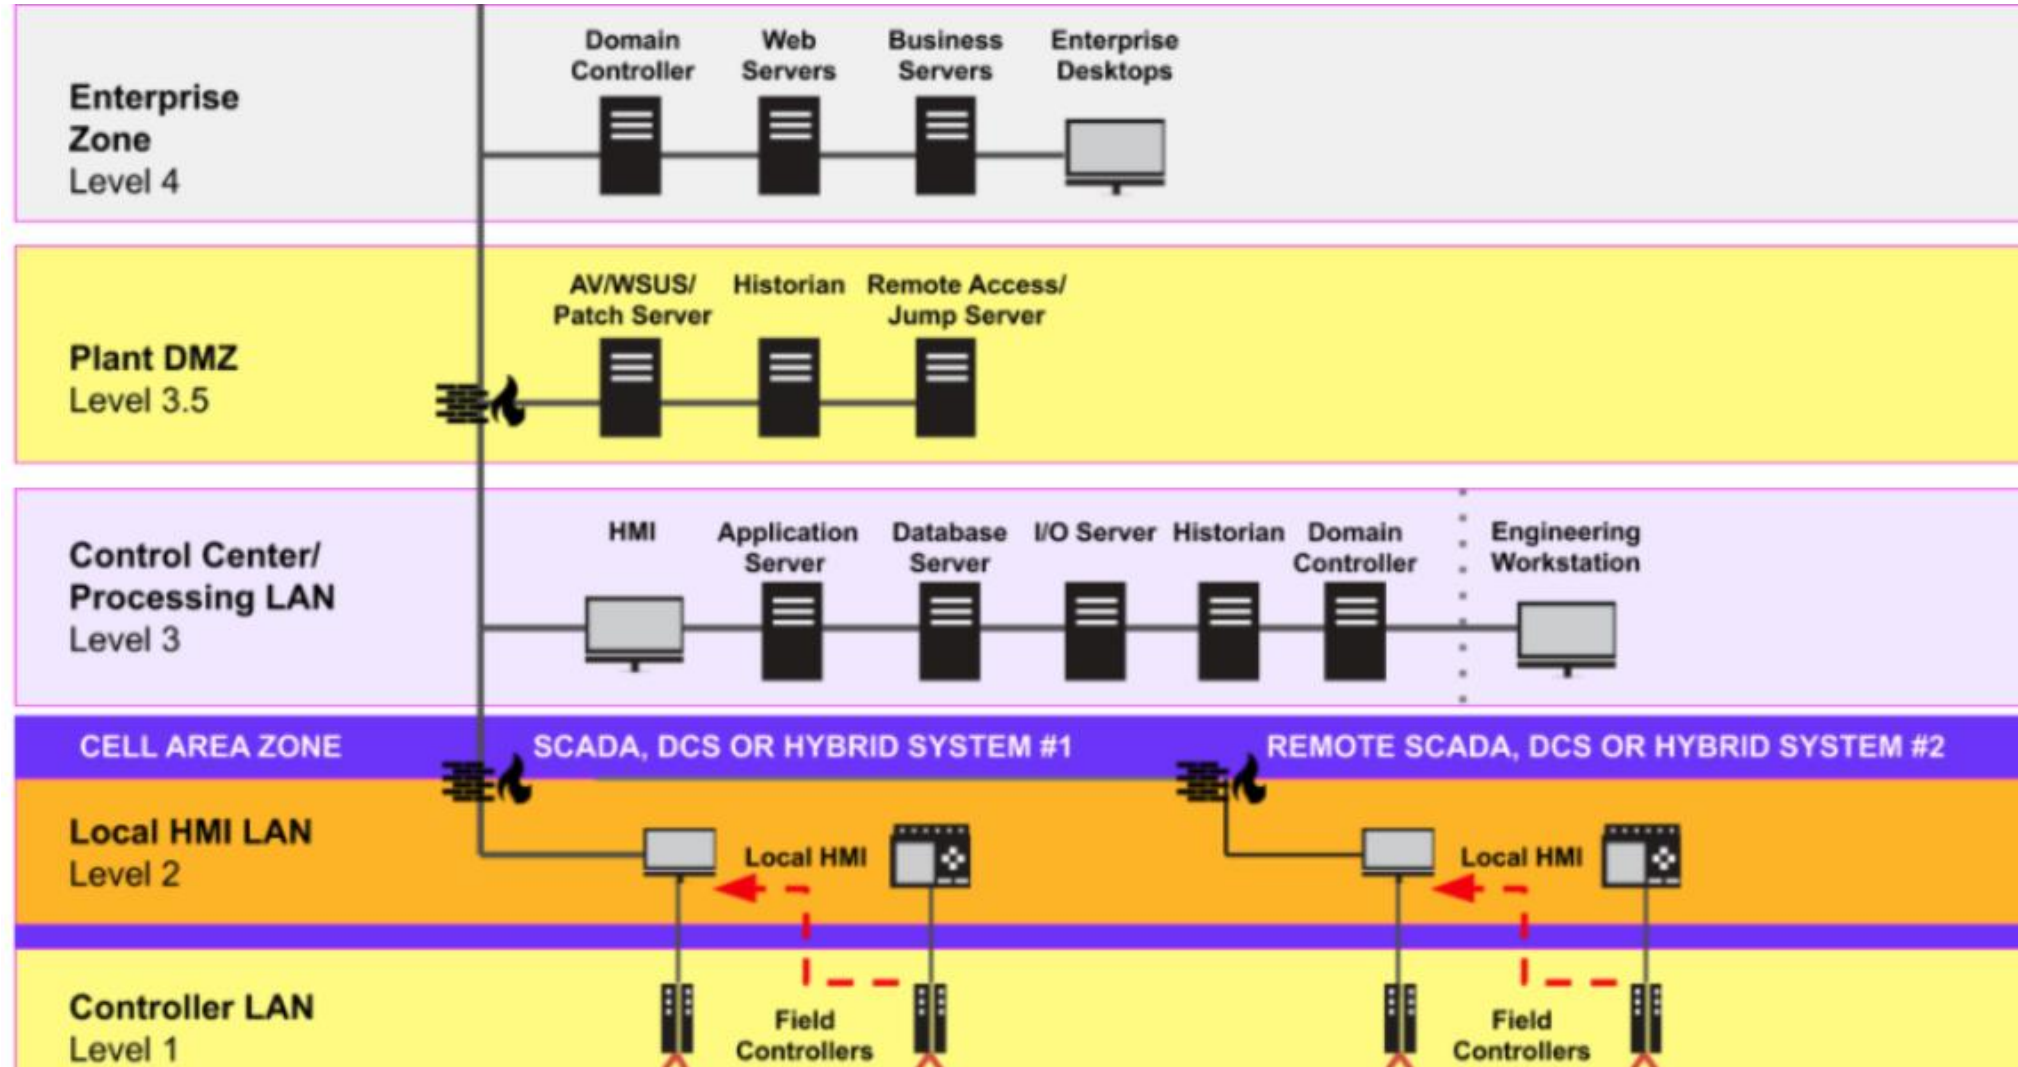 Enterprise
Zone
Level 4
Domain
Controller
Web
Servers
Business
Servers
Enterprise
Desktops
Plant DMZ
Level 3.5
AV/WSUS/
Patch Server
Historian
Remote Access/
Jump Server
Control Center/
Processing LAN
Level 3
HMI
Application
Server
Database
Server
I/O Server
Historian
Domain
Controller
Engineering
Workstation
CELL AREA ZONE
SCADA, DCS OR HYBRID SYSTEM #1
REMOTE SCADA, DCS OR HYBRID SYSTEM #2
Local HMI LAN
Level 2
Local HMI
Local HMI
Controller LAN
Level 1
Field
Controllers
Field
Controllers